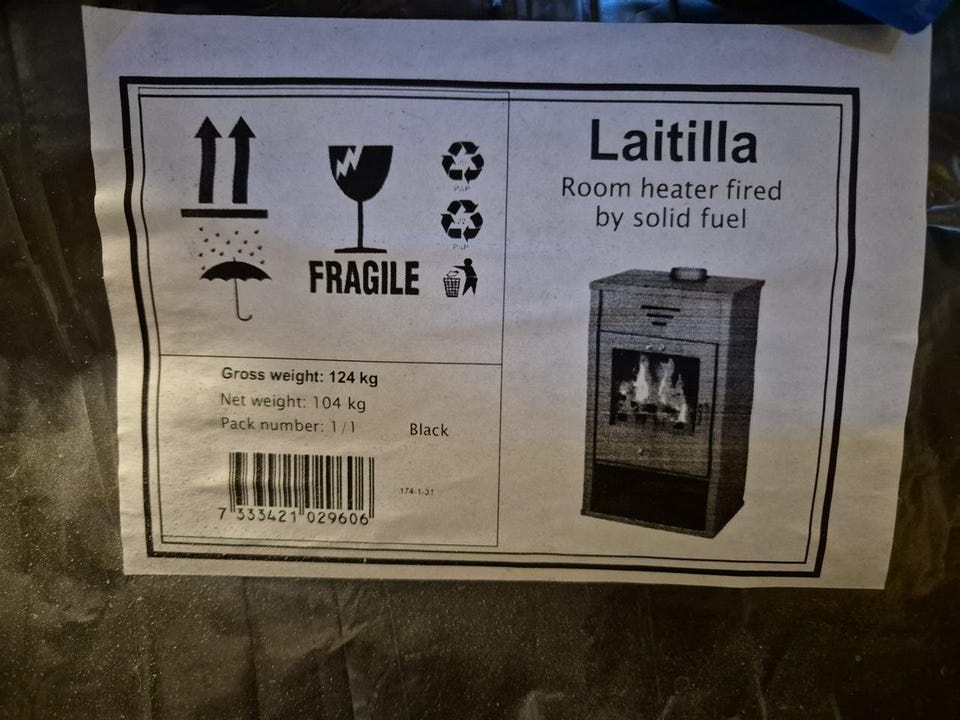 FRAGILE
PAP
PAP
Gross weight: 124 kg
Net weight: 104 kg
Pack number: 1/1
Black
174-1-31
7 333421 029606
Laitilla
Room heater fired
by solid fuel